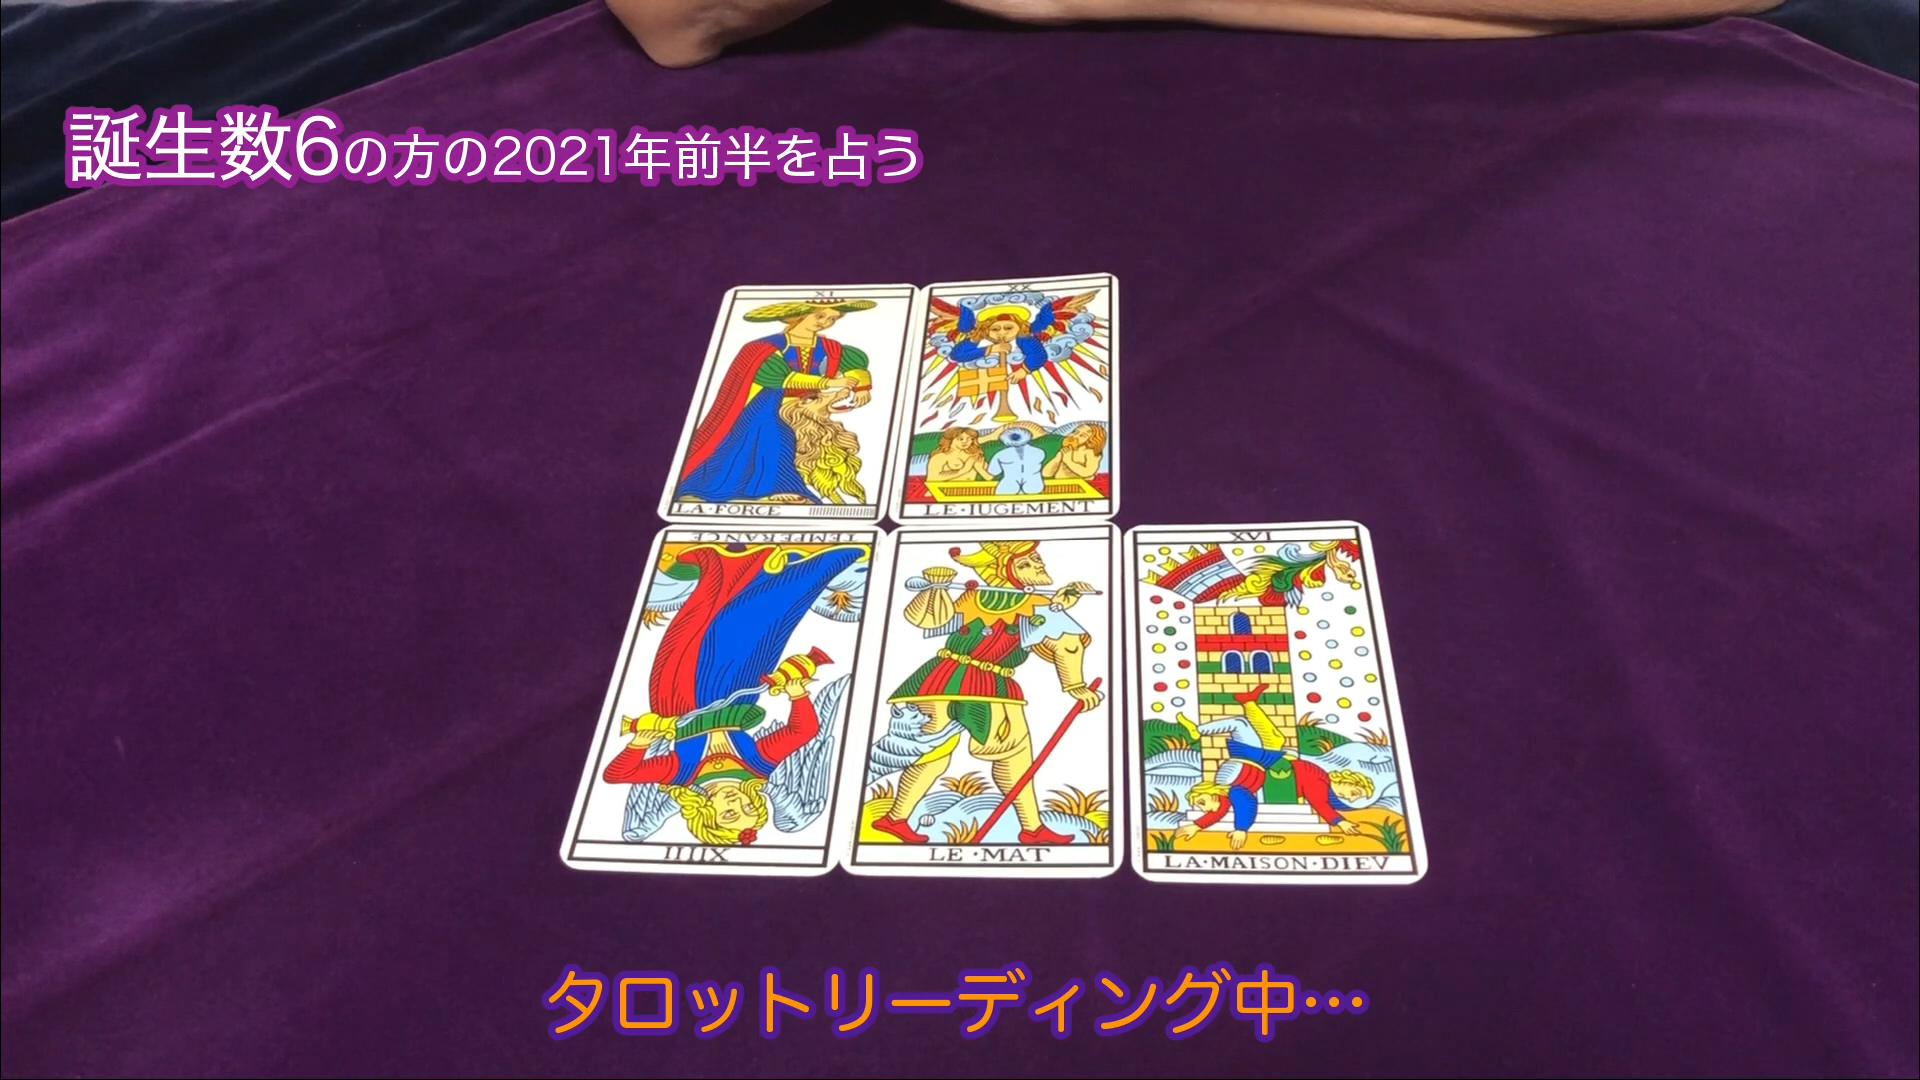 誕生数6の方の2021年前半を占う
XI
XX
LA·FORCE
LE·IUGEMENT
TEMPERANCE
XVI
XIIII
LE·MAT
LA·MAISON·DIEV
タロットリーディング中…